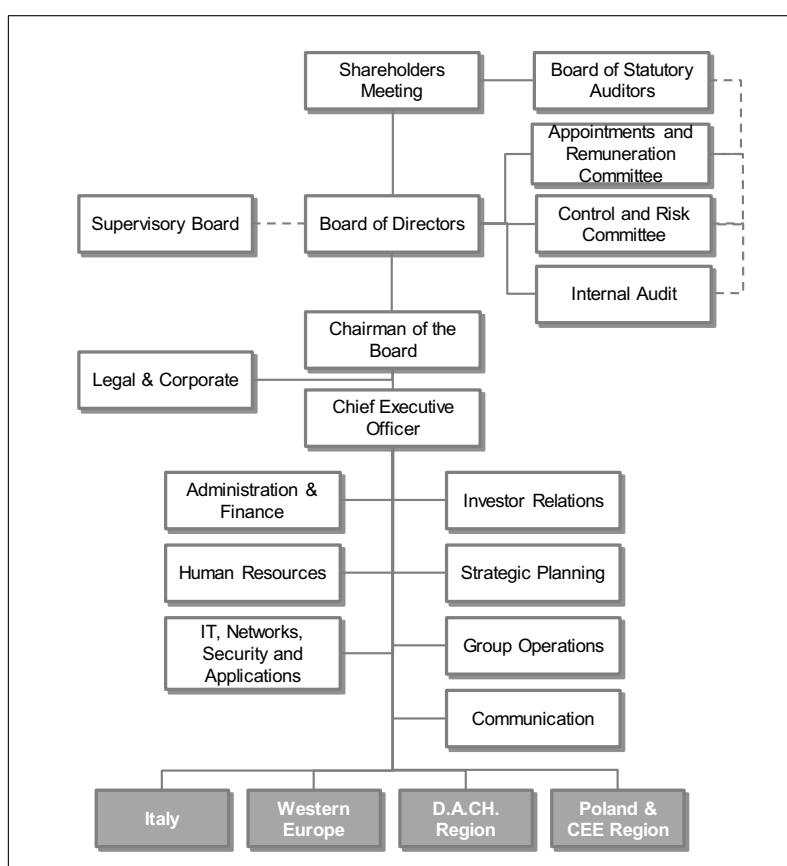 Shareholders
Meeting
Board of Statutory
Auditors
Appointments and
Remuneration
Committee
Supervisory Board
Board of Directors
Control and Risk
Committee
Internal Audit
Chairman of the
Board
Legal & Corporate
Chief Executive
Officer
Administration &
Finance
Investor Relations
Human Resources
Strategic Planning
IT, Networks,
Security and
Applications
Group Operations
Communication
Italy
Western
Europe
D.A.CH.
Region
Poland &
CEE Region